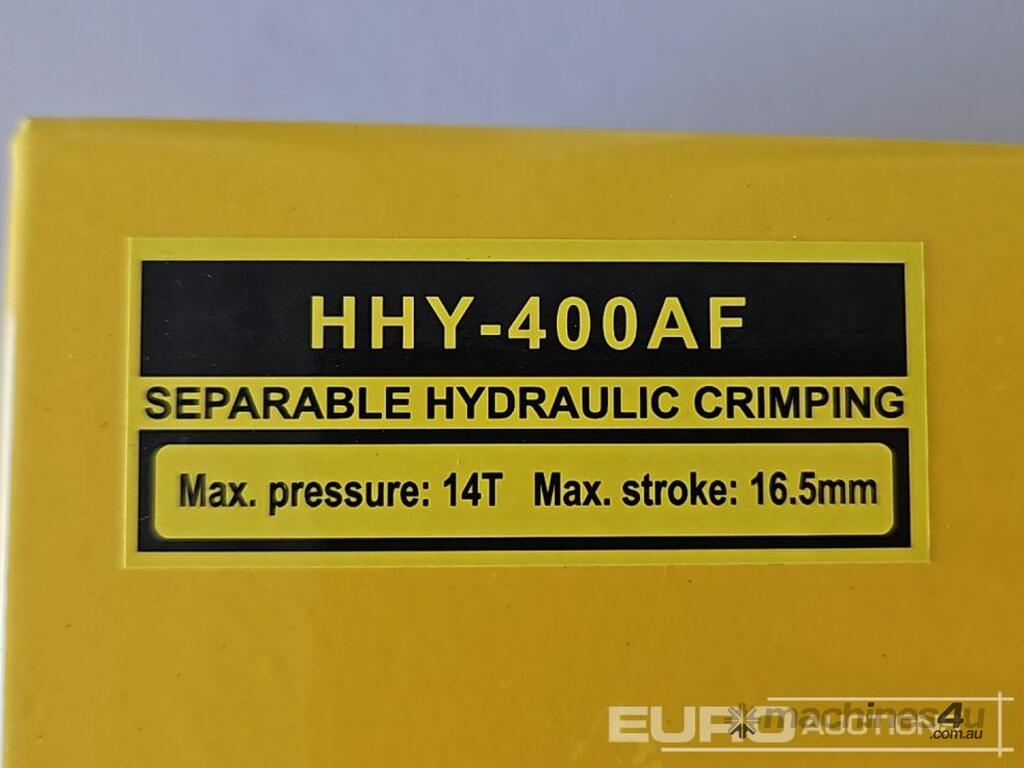 HHY-400AF
SEPARABLE HYDRAULIC CRIMPING
Max. pressure: 14T Max. stroke: 16.5mm
EURO AUCTIONS
machines4u
.com.au